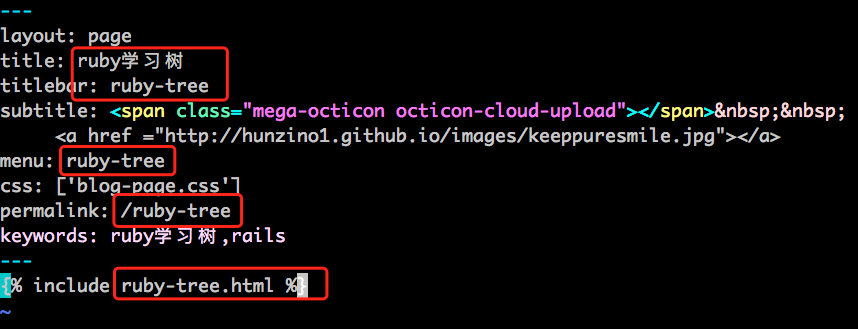 ---
layout: page
title: ruby学习树
titlebar: ruby-tree
subtitle: <span class="mega-octicon octicon-cloud-upload"></span>&nbsp;&nbsp;
     <a href ="http://hunzino1.github.io/images/keeppuresmile.jpg"></a>
menu: ruby-tree
css: ['blog-page.css']
permalink: /ruby-tree
keywords: ruby学习树,rails
---
{% include ruby-tree.html %}
~